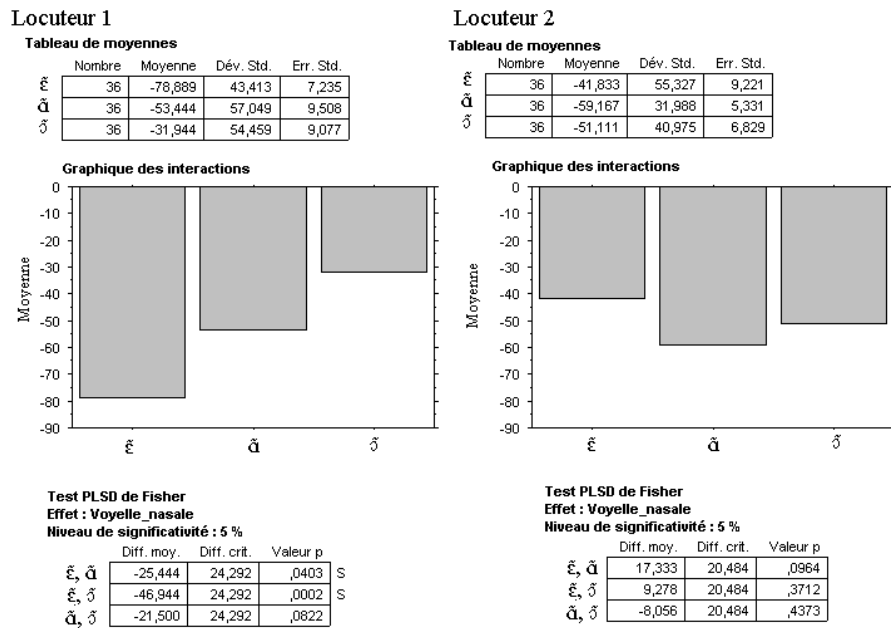 Locuteur 1
Tableau de moyennes
Nombre Moyenne Dév. Std. Err. Std.
ɛ̃ 36 -78,889 43,413 7,235
ɑ̃ 36 -53,444 57,049 9,508
ɔ̃ 36 -31,944 54,459 9,077
Graphique des interactions
0
-10
-20
-30
-40
-50
-60
-70
-80
-90
Moyenne
ɛ̃ ɑ̃ ɔ̃
Test PLSD de Fisher
Effet : Voyelle_nasale
Niveau de significativité : 5 %
Diff. moy. Diff. crit. Valeur p
ɛ̃, ɑ̃ -25,444 24,292 ,0403 S
ɛ̃, ɔ̃ -46,944 24,292 ,0002 S
ɑ̃, ɔ̃ -21,500 24,292 ,0822
Locuteur 2
Tableau de moyennes
Nombre Moyenne Dév. Std. Err. Std.
ɛ̃ 36 -41,833 55,327 9,221
ɑ̃ 36 -59,167 31,988 5,331
ɔ̃ 36 -51,111 40,975 6,829
Graphique des interactions
0
-10
-20
-30
-40
-50
-60
-70
-80
-90
Moyenne
ɛ̃ ɑ̃ ɔ̃
Test PLSD de Fisher
Effet : Voyelle_nasale
Niveau de significativité : 5 %
Diff. moy. Diff. crit. Valeur p
ɛ̃, ɑ̃ 17,333 20,484 ,0964
ɛ̃, ɔ̃ 9,278 20,484 ,3712
ɑ̃, ɔ̃ -8,056 20,484 ,4373